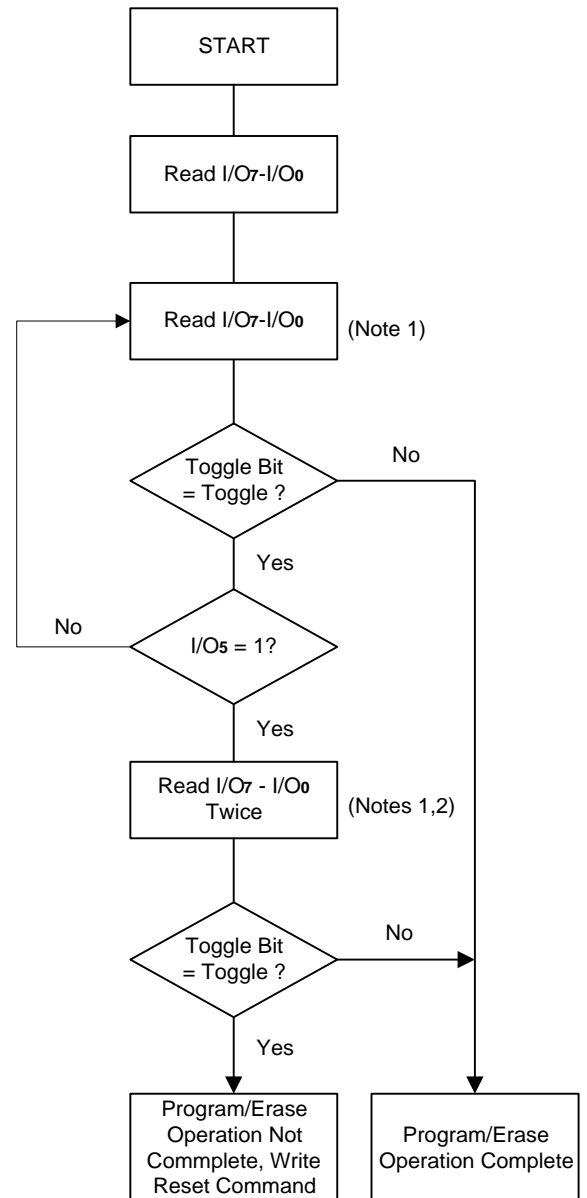 START
Read I/O7-I/O0
Read I/O7-I/O0
(Note 1)
Toggle Bit
= Toggle ?
No
Yes
No
I/O5 = 1?
Yes
Read I/O7 - I/O0
Twice
(Notes 1,2)
Toggle Bit
= Toggle ?
No
Yes
Program/Erase
Operation Not
Commplete, Write
Reset Command
Program/Erase
Operation Complete